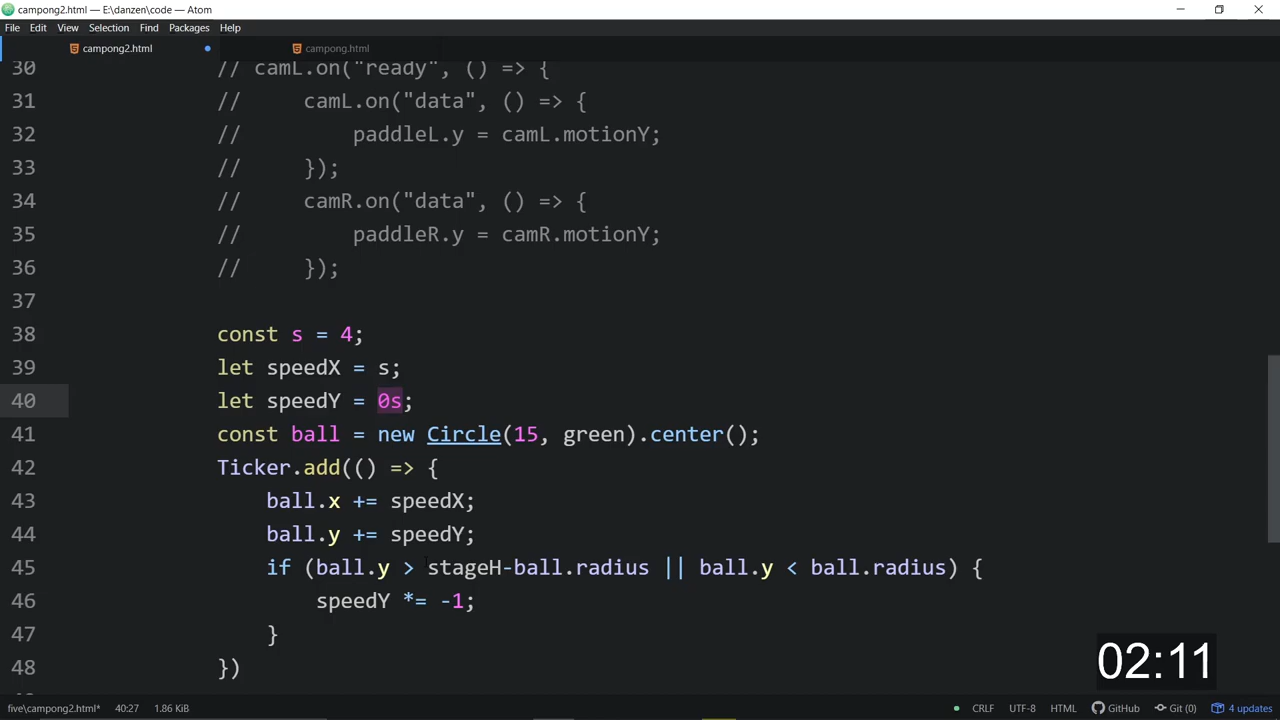 campong2.html — E:\danzen\code — Atom
File Edit View Selection Find Packages Help
campong2.html campong.html
30 // camL.on("ready", () => {
31 //     camL.on("data", () => {
32 //         paddleL.y = camL.motionY;
33 //     });
34 //     camR.on("data", () => {
35 //         paddleR.y = camR.motionY;
36 //     });
37
38 const s = 4;
39 let speedX = s;
40 let speedY = 0s;
41 const ball = new Circle(15, green).center();
42 Ticker.add(() => {
43     ball.x += speedX;
44     ball.y += speedY;
45     if (ball.y > stageH-ball.radius || ball.y < ball.radius) {
46         speedY *= -1;
47     }
48 })
02:11
five\campong2.html* 40:27 1.86 KiB CRLF UTF-8 HTML GitHub Git (0) 4 updates